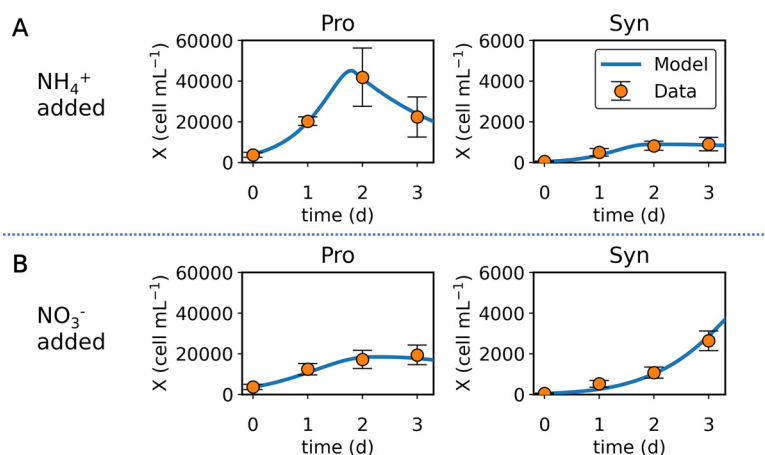 A
NH₄⁺
added
Pro
X (cell mL⁻¹)
60000
40000
20000
0
0 1 2 3
time (d)
Syn
X (cell mL⁻¹)
6000
4000
2000
0
0 1 2 3
time (d)
Model
Data
B
NO₃⁻
added
Pro
X (cell mL⁻¹)
60000
40000
20000
0
0 1 2 3
time (d)
Syn
X (cell mL⁻¹)
6000
4000
2000
0
0 1 2 3
time (d)